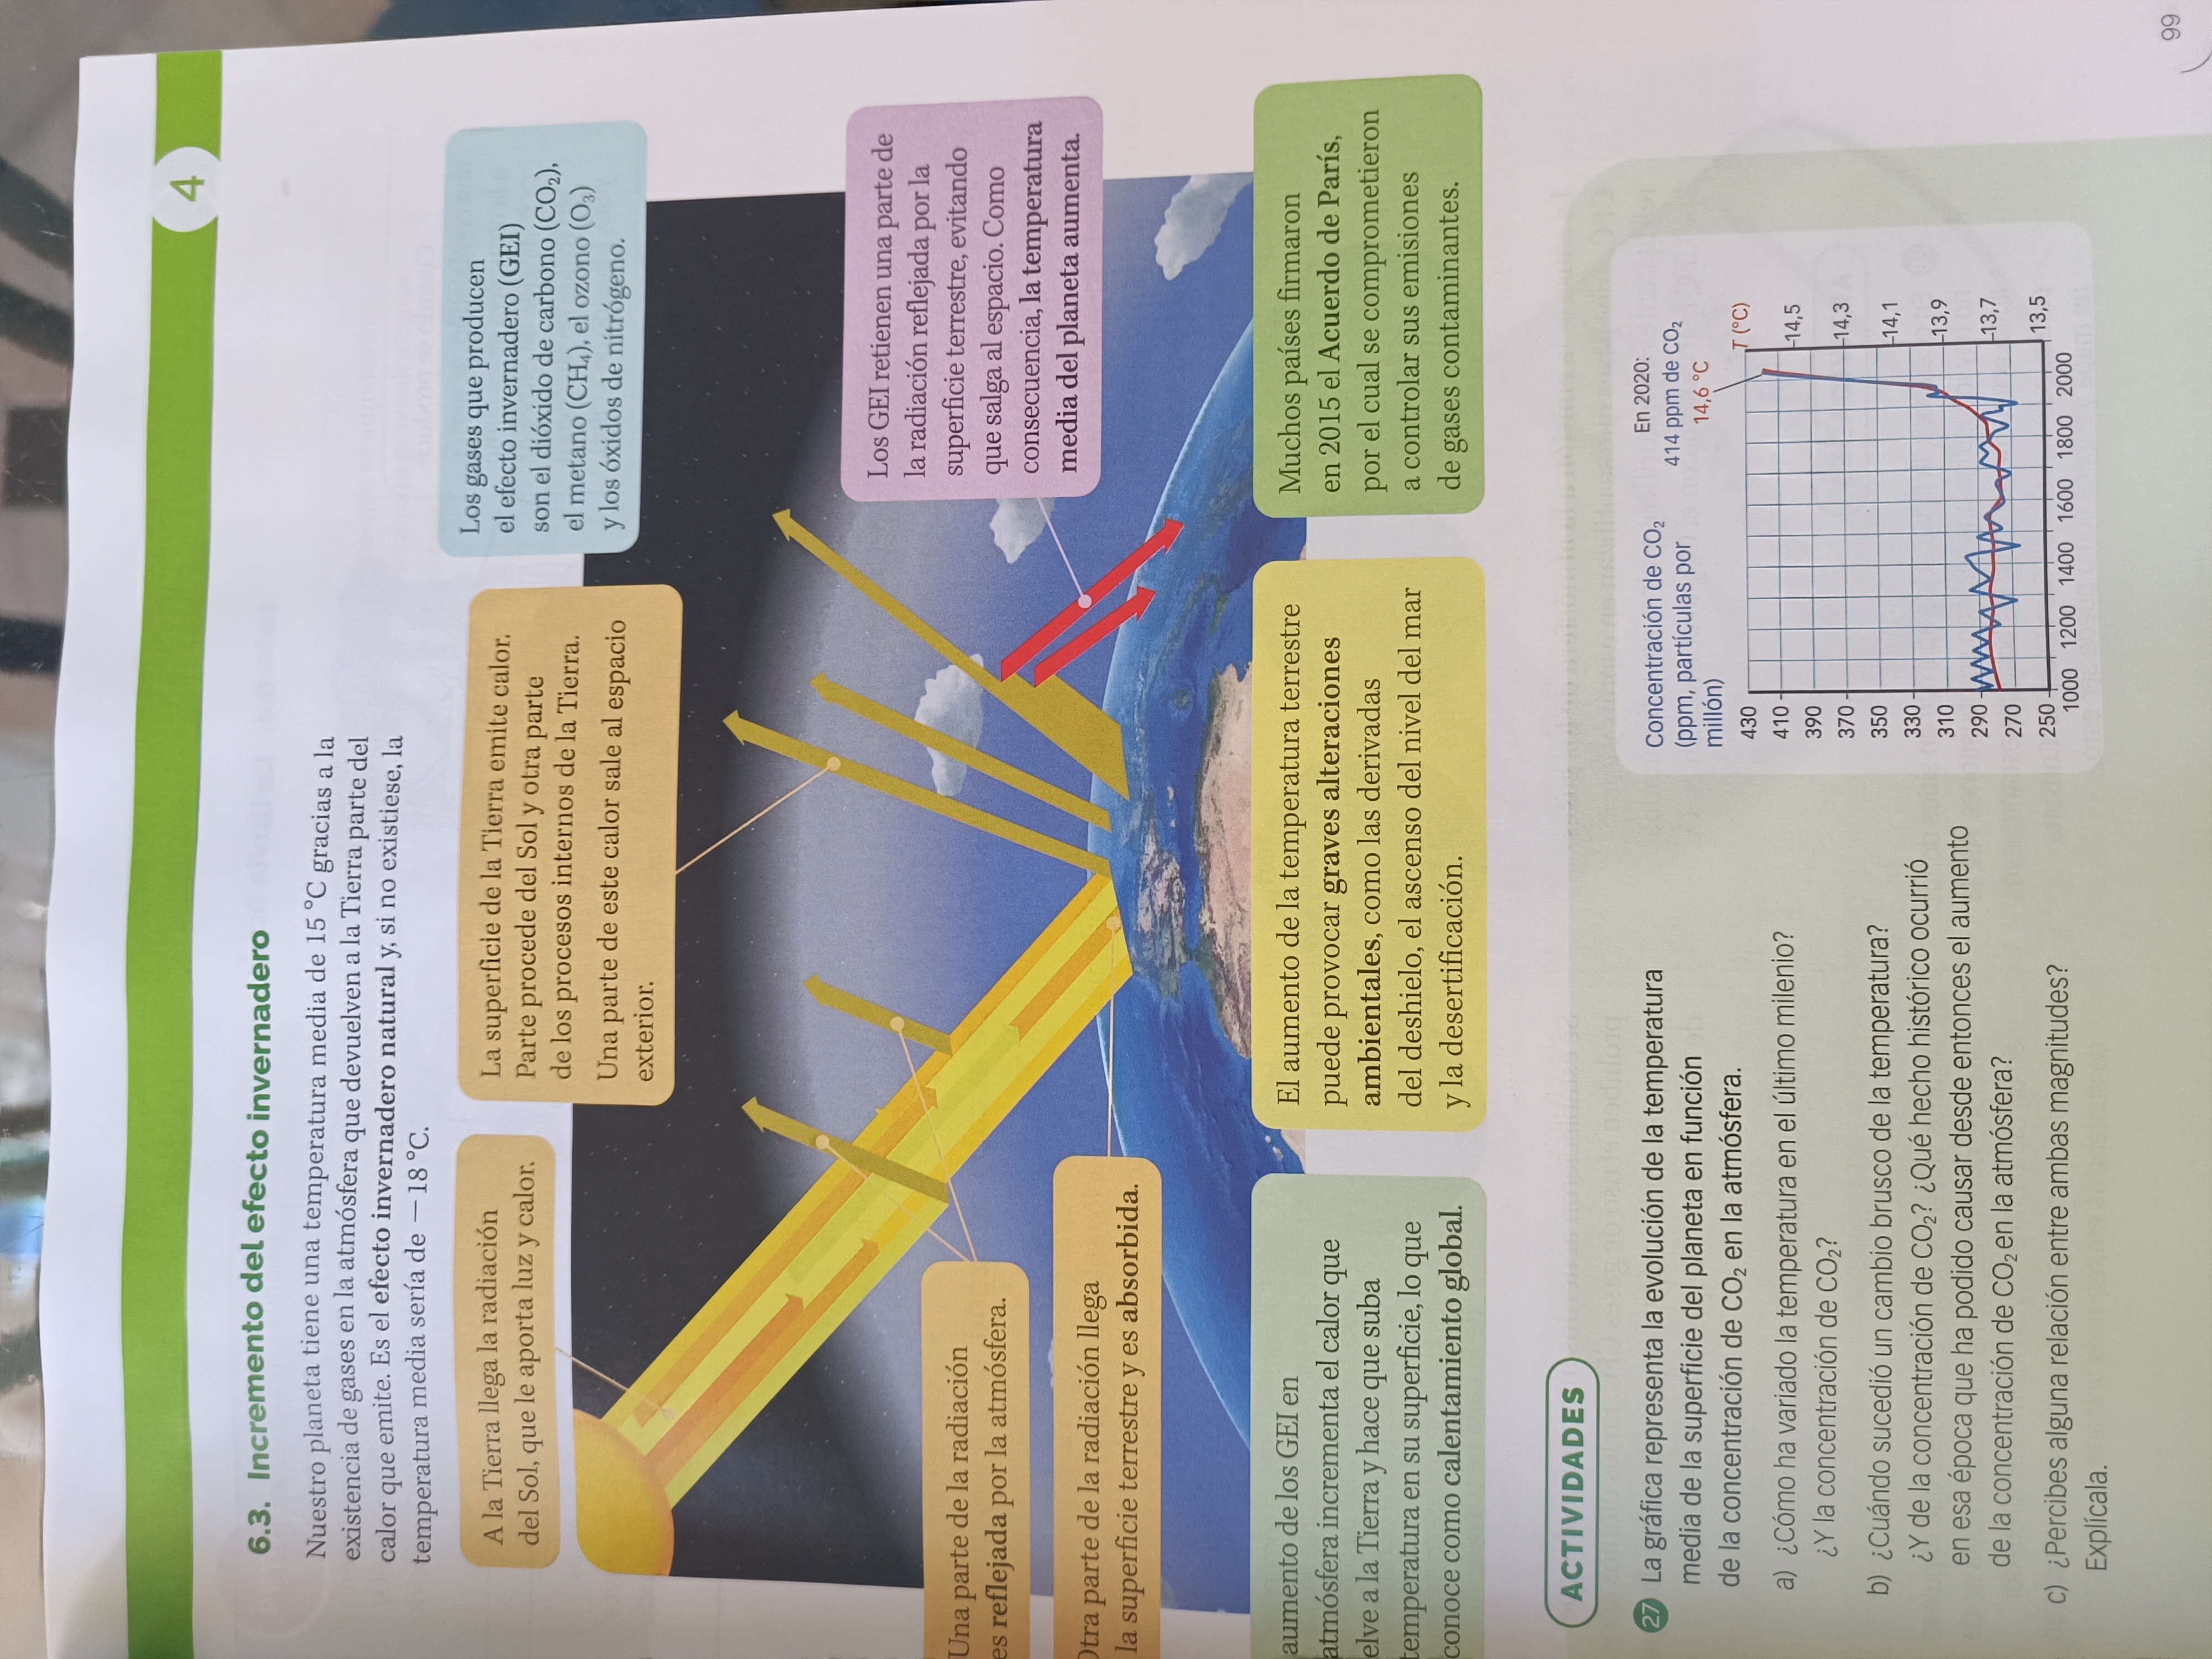 4
6.3. Incremento del efecto invernadero
Nuestro planeta tiene una temperatura media de 15 °C gracias a la
existencia de gases en la atmósfera que devuelven a la Tierra parte del
calor que emite. Es el efecto invernadero natural y, si no existiese, la
temperatura media sería de —18 °C.
A la Tierra llega la radiación
del Sol, que le aporta luz y calor.
La superficie de la Tierra emite calor.
Parte procede del Sol y otra parte
de los procesos internos de la Tierra.
Una parte de este calor sale al espacio
exterior.
Los gases que producen
el efecto invernadero (GEI)
son el dióxido de carbono (CO₂),
el metano (CH₄), el ozono (O₃)
y los óxidos de nitrógeno.
Una parte de la radiación
es reflejada por la atmósfera.
Otra parte de la radiación llega
la superficie terrestre y es absorbida.
Los GEI retienen una parte de
la radiación reflejada por la
superficie terrestre, evitando
que salga al espacio. Como
consecuencia, la temperatura
media del planeta aumenta.
aumento de los GEI en
atmósfera incrementa el calor que
elve a la Tierra y hace que suba
temperatura en su superficie, lo que
conoce como calentamiento global.
El aumento de la temperatura terrestre
puede provocar graves alteraciones
ambientales, como las derivadas
del deshielo, el ascenso del nivel del mar
y la desertificación.
Muchos países firmaron
en 2015 el Acuerdo de París,
por el cual se comprometieron
a controlar sus emisiones
de gases contaminantes.
ACTIVIDADES
27 La gráfica representa la evolución de la temperatura
media de la superficie del planeta en función
de la concentración de CO₂ en la atmósfera.
a) ¿Cómo ha variado la temperatura en el último milenio?
¿Y la concentración de CO₂?
b) ¿Cuándo sucedió un cambio brusco de la temperatura?
¿Y de la concentración de CO₂? ¿Qué hecho histórico ocurrió
en esa época que ha podido causar desde entonces el aumento
de la concentración de CO₂ en la atmósfera?
c) ¿Percibes alguna relación entre ambas magnitudes?
Explícala.
Concentración de CO₂
(ppm, partículas por
millón)
En 2020:
414 ppm de CO₂
14,6 °C
T (°C)
430
410
390
370
350
330
310
290
270
250
14,5
14,3
14,1
13,9
13,7
13,5
1000 1200 1400 1600 1800 2000
99